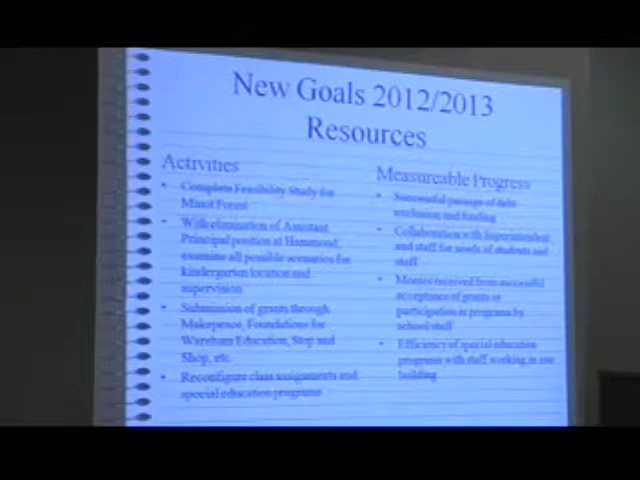 New Goals 2012/2013
Resources
Activities
• Complete Feasibility Study for
Minot Forest
• With elimination of Assistant
Principal position at Hammond,
examine all possible scenarios for
kindergarten location and
supervision
• Submission of grants through
Makepence, Foundations for
Wareham Education, Stop and
Shop, etc.
• Reconfigure class assignments and
special education programs
Measureable Progress
• Successful passage of debt
exclusion and funding
• Collaboration with Superintendent
and staff for needs of students and
staff
• Monies received from successful
acceptance of grants or
participation in programs by
school staff
• Efficiency of special education
programs with staff working in one
building